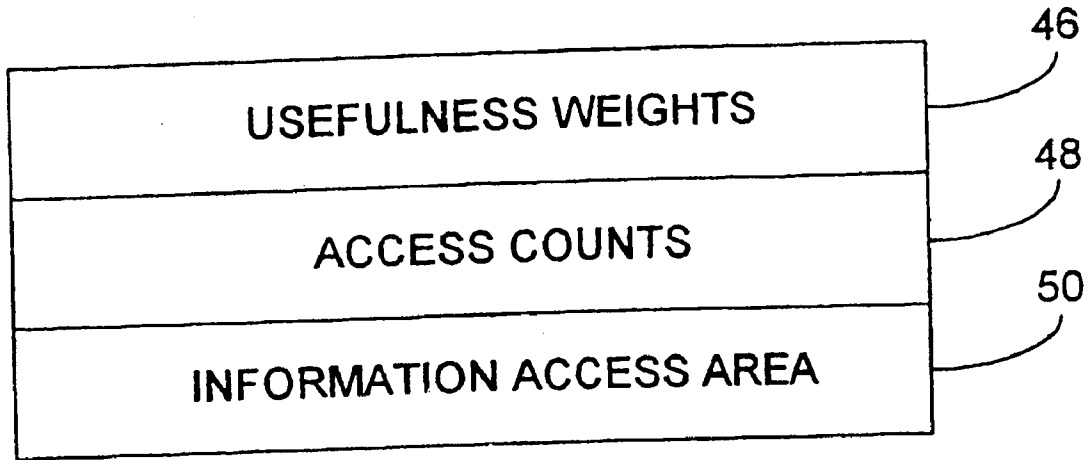 46
USEFULNESS WEIGHTS
48
ACCESS COUNTS
50
INFORMATION ACCESS AREA